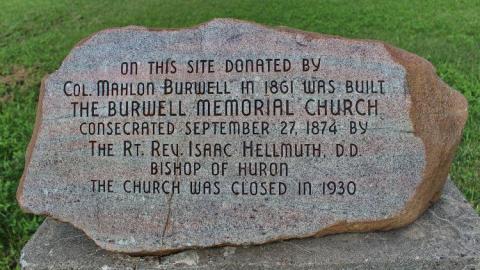 ON THIS SITE DONATED BY
COL. MAHLON BURWELL IN 1861 WAS BUILT
THE BURWELL MEMORIAL CHURCH
CONSECRATED SEPTEMBER 27, 1874 BY
THE RT. REV. ISAAC HELLMUTH, D.D.
BISHOP OF HURON
THE CHURCH WAS CLOSED IN 1930